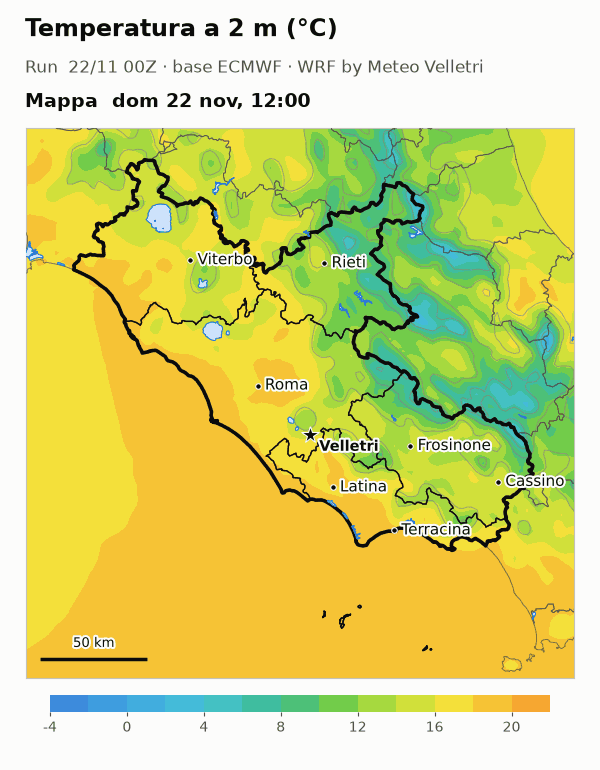 Temperatura a 2 m (°C)
Run  22/11 00Z · base ECMWF · WRF by Meteo Velletri
Mappa  dom 22 nov, 12:00
Viterbo
Rieti
Roma
Velletri
Frosinone
Cassino
Latina
Terracina
50 km
-4 0 4 8 12 16 20